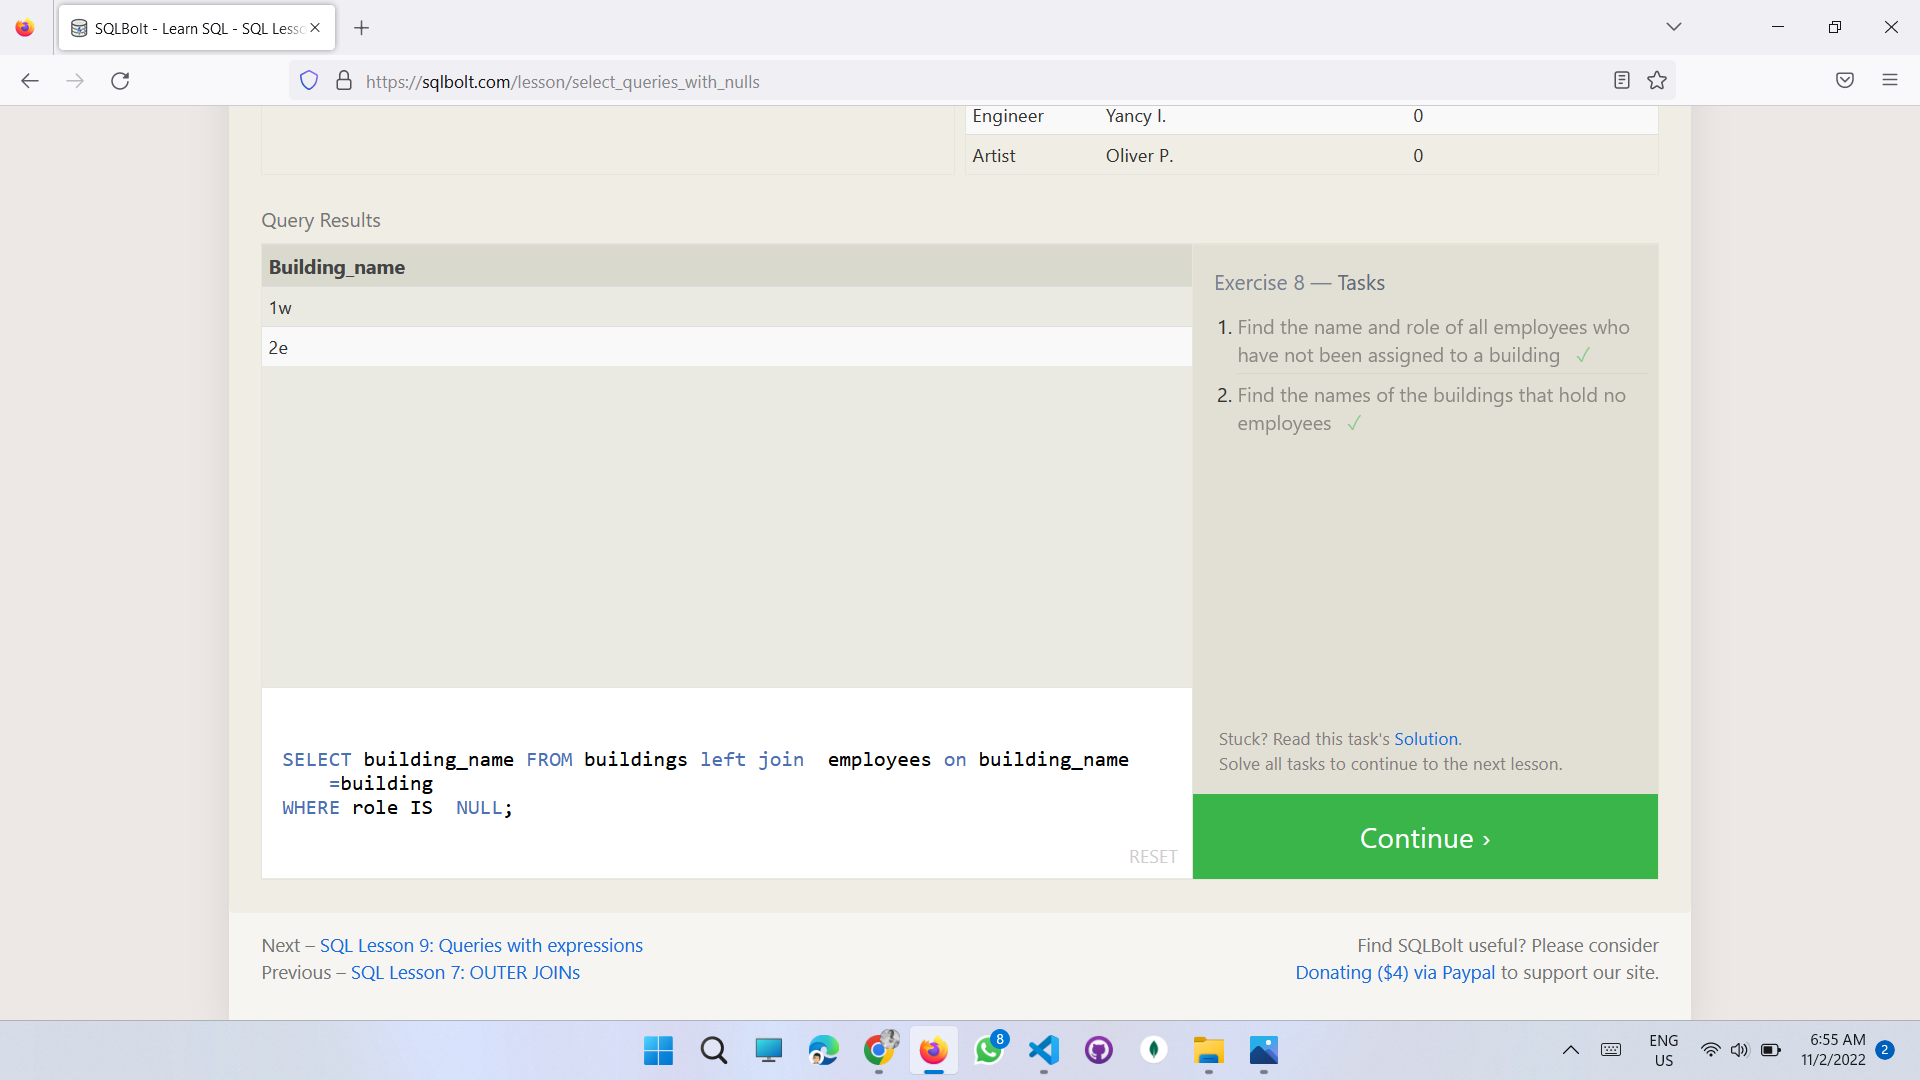 SQLBolt - Learn SQL - SQL Lesso
https://sqlbolt.com/lesson/select_queries_with_nulls
Engineer Yancy I. 0
Artist Oliver P. 0
Query Results
Building_name
1w
2e
Exercise 8 — Tasks
1. Find the name and role of all employees who
have not been assigned to a building ✓
2. Find the names of the buildings that hold no
employees ✓
SELECT building_name FROM buildings left join  employees on building_name
=building
WHERE role IS  NULL;
RESET
Stuck? Read this task's Solution.
Solve all tasks to continue to the next lesson.
Continue ›
Next – SQL Lesson 9: Queries with expressions
Previous – SQL Lesson 7: OUTER JOINs
Find SQLBolt useful? Please consider
Donating ($4) via Paypal to support our site.
8
ENG
US
6:55 AM
11/2/2022
2